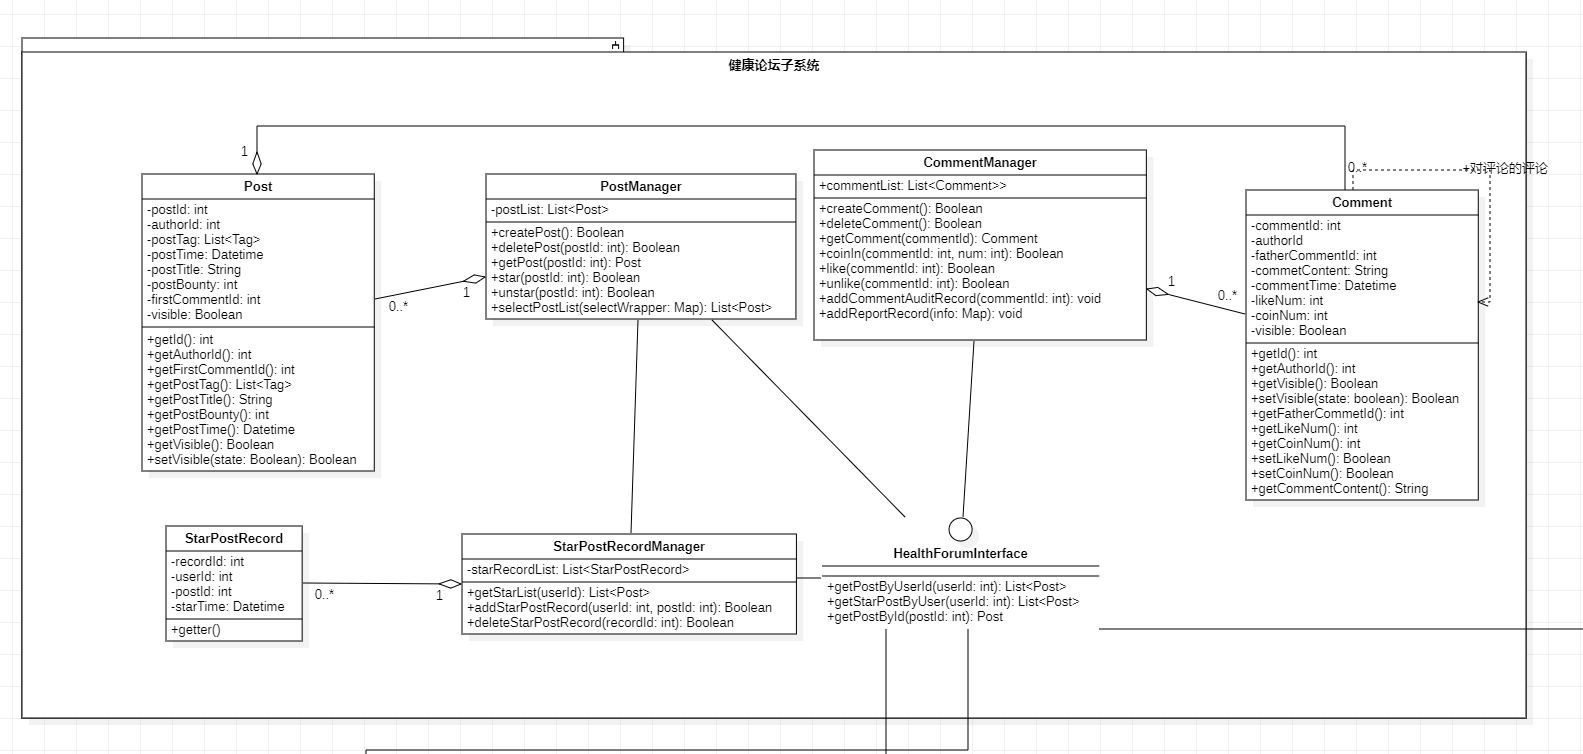 健康论坛子系统
1
Post
-postId: int
-authorId: int
-postTag: List<Tag>
-postTime: Datetime
-postTitle: String
-postBounty: int
-firstCommentId: int
-visible: Boolean
+getId(): int
+getAuthorId(): int
+getFirstCommentId(): int
+getPostTag(): List<Tag>
+getPostTitle(): String
+getPostBounty(): int
+getPostTime(): Datetime
+getVisible(): Boolean
+setVisible(state: Boolean): Boolean
0..*
1
PostManager
-postList: List<Post>
+createPost(): Boolean
+deletePost(postId: int): Boolean
+getPost(postId: int): Post
+star(postId: int): Boolean
+unstar(postId: int): Boolean
+selectPostList(selectWrapper: Map): List<Post>
CommentManager
+commentList: List<Comment>>
+createComment(): Boolean
+deleteComment(): Boolean
+getComment(commentId): Comment
+coinIn(commentId: int, num: int): Boolean
+like(commentId: int): Boolean
+unlike(commentId: int): Boolean
+addCommentAuditRecord(commentId: int): void
+addReportRecord(info: Map): void
1
0..*
0..*
+对评论的评论
Comment
-commentId: int
-authorId
-fatherCommentId: int
-commetContent: String
-commentTime: Datetime
-likeNum: int
-coinNum: int
-visible: Boolean
+getId(): int
+getAuthorId(): int
+getVisible(): Boolean
+setVisible(state: boolean): Boolean
+getFatherCommetId(): int
+getLikeNum(): int
+getCoinNum(): int
+setLikeNum(): Boolean
+setCoinNum(): Boolean
+getCommentContent(): String
StarPostRecord
-recordId: int
-userId: int
-postId: int
-starTime: Datetime
+getter()
0..*
1
StarPostRecordManager
-starRecordList: List<StarPostRecord>
+getStarList(userId): List<Post>
+addStarPostRecord(userId: int, postId: int): Boolean
+deleteStarPostRecord(recordId: int): Boolean
HealthForumInterface
+getPostByUserId(userId: int): List<Post>
+getStarPostByUser(userId: int): List<Post>
+getPostById(postId: int): Post